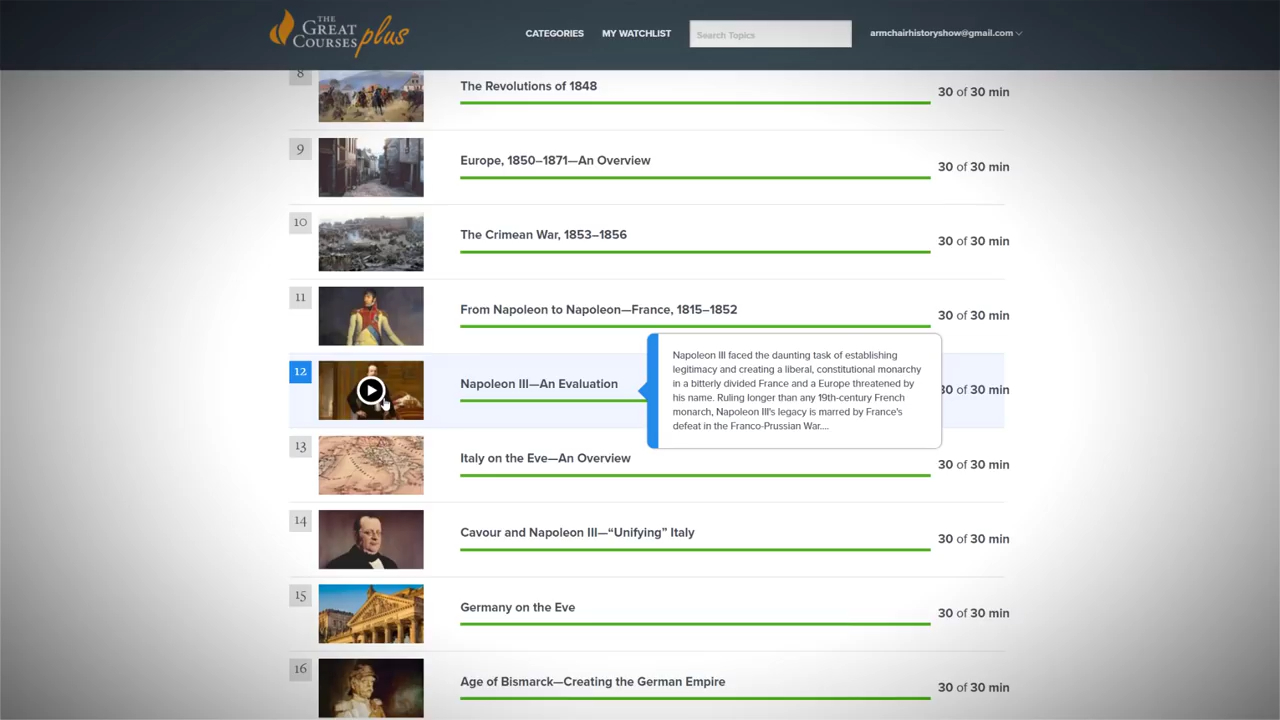 THE
GREAT
COURSES plus
CATEGORIES
MY WATCHLIST
Search Topics
armchairhistoryshow@gmail.com
8
The Revolutions of 1848
30 of 30 min
9
Europe, 1850–1871—An Overview
30 of 30 min
10
The Crimean War, 1853–1856
30 of 30 min
11
From Napoleon to Napoleon—France, 1815–1852
30 of 30 min
12
Napoleon III—An Evaluation
30 of 30 min
Napoleon III faced the daunting task of establishing
legitimacy and creating a liberal, constitutional monarchy
in a bitterly divided France and a Europe threatened by
his name. Ruling longer than any 19th-century French
monarch, Napoleon III's legacy is marred by France's
defeat in the Franco-Prussian War....
13
Italy on the Eve—An Overview
30 of 30 min
14
Cavour and Napoleon III—“Unifying” Italy
30 of 30 min
15
Germany on the Eve
30 of 30 min
16
Age of Bismarck—Creating the German Empire
30 of 30 min